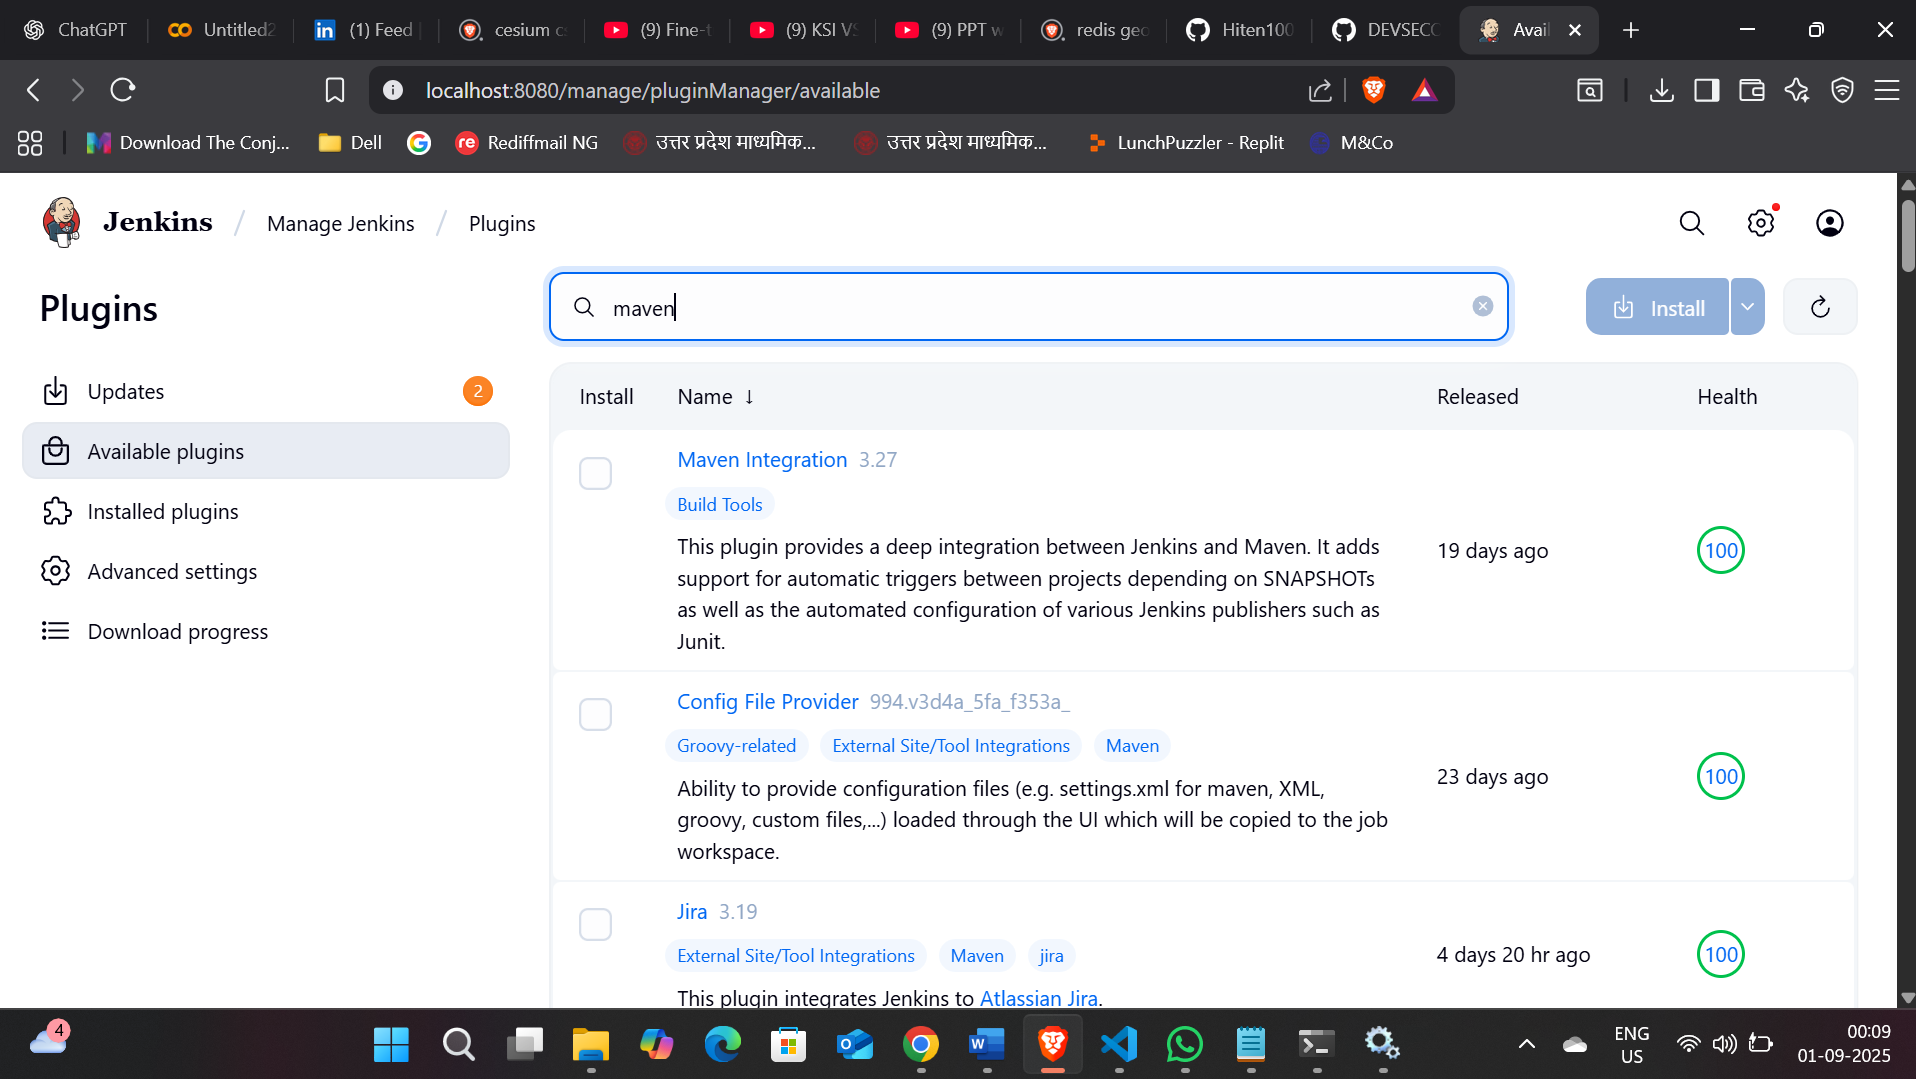 ChatGPT
Untitled2
(1) Feed |
cesium cs
(9) Fine-t
(9) KSI VS
(9) PPT w
redis geo
Hiten100
DEVSECO
Avail
localhost:8080/manage/pluginManager/available
Download The Conj...
Dell
Rediffmail NG
उत्तर प्रदेश माध्यमिक...
उत्तर प्रदेश माध्यमिक...
LunchPuzzler - Replit
M&Co
Jenkins / Manage Jenkins / Plugins
Plugins
maven
Install
Updates 2
Available plugins
Installed plugins
Advanced settings
Download progress
Install Name ↓ Released Health
Maven Integration 3.27
Build Tools
This plugin provides a deep integration between Jenkins and Maven. It adds
support for automatic triggers between projects depending on SNAPSHOTs
as well as the automated configuration of various Jenkins publishers such as
Junit.
19 days ago
100
Config File Provider 994.v3d4a_5fa_f353a_
Groovy-related External Site/Tool Integrations Maven
Ability to provide configuration files (e.g. settings.xml for maven, XML,
groovy, custom files,...) loaded through the UI which will be copied to the job
workspace.
23 days ago
100
Jira 3.19
External Site/Tool Integrations Maven jira
This plugin integrates Jenkins to Atlassian Jira.
4 days 20 hr ago
100
4
ENG
US
00:09
01-09-2025